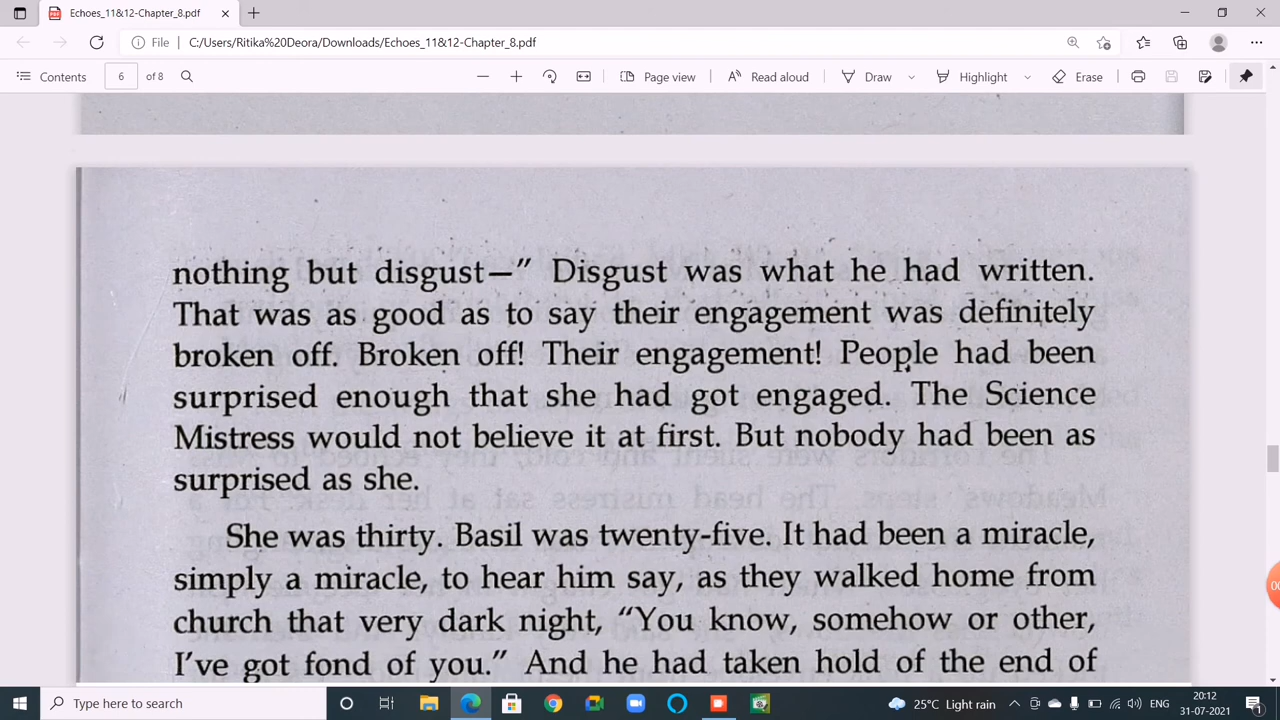 Echoes_11&12-Chapter_8.pdf
File
C:/Users/Ritika%20Deora/Downloads/Echoes_11&12-Chapter_8.pdf
Contents
6
of 8
Page view
Read aloud
Draw
Highlight
Erase
nothing but disgust—” Disgust was what he had written.
That was as good as to say their engagement was definitely
broken off. Broken off! Their engagement! People had been
surprised enough that she had got engaged. The Science
Mistress would not believe it at first. But nobody had been as
surprised as she.
She was thirty. Basil was twenty-five. It had been a miracle,
simply a miracle, to hear him say, as they walked home from
church that very dark night, “You know, somehow or other,
I’ve got fond of you.” And he had taken hold of the end of
00
Type here to search
25°C Light rain
ENG
20:12
31-07-2021
1